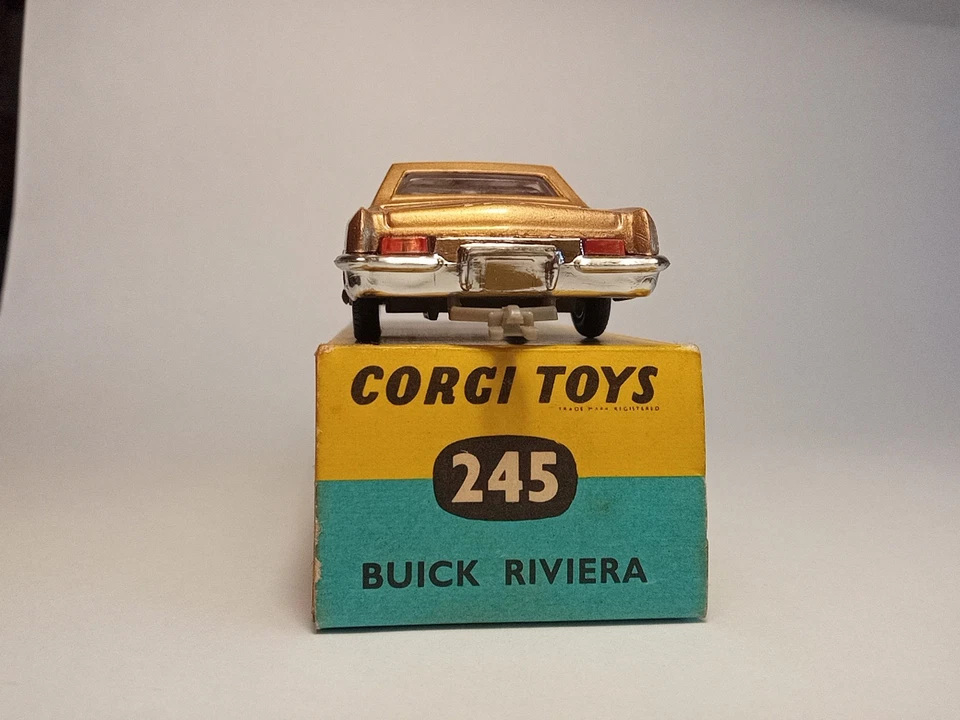 CORGI TOYS
TRADE MARK REGISTERED
245
BUICK RIVIERA